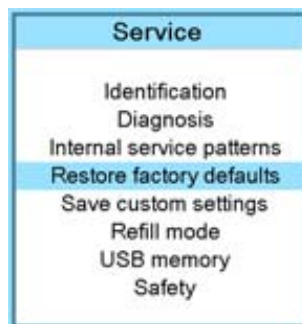 Service
Identification
Diagnosis
Internal service patterns
Restore factory defaults
Save custom settings
Refill mode
USB memory
Safety